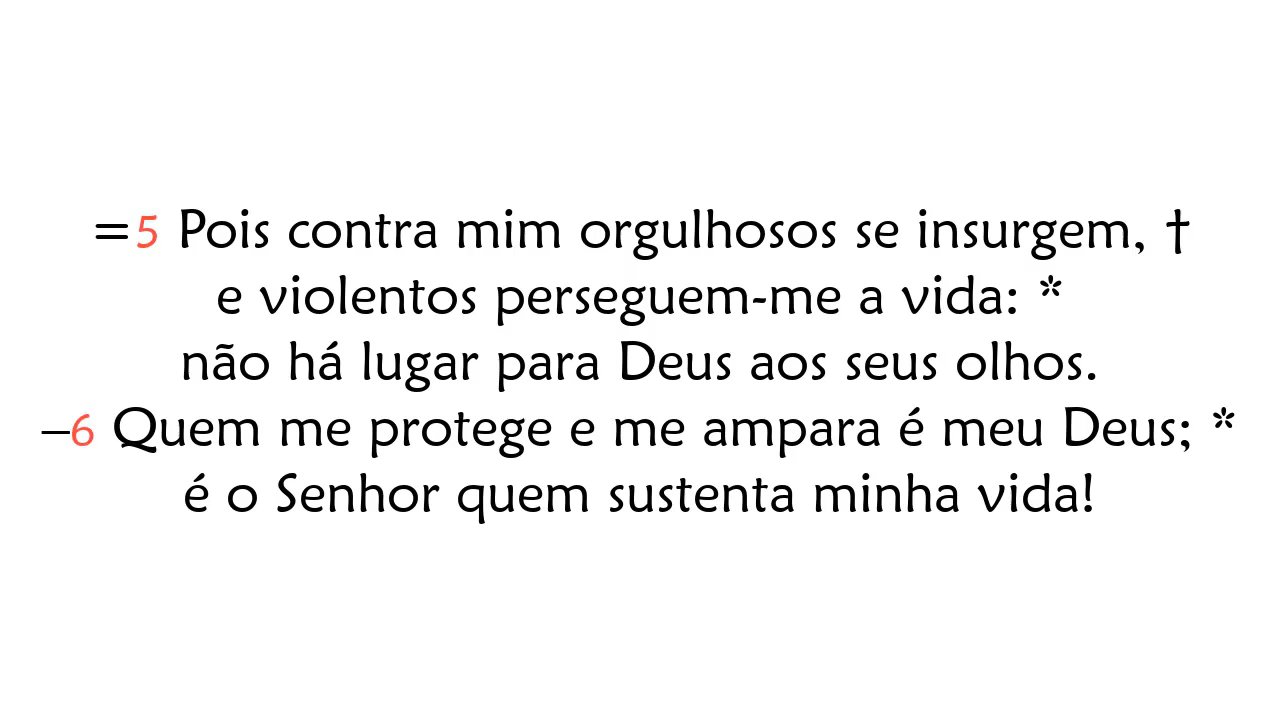 =5 Pois contra mim orgulhosos se insurgem, †
e violentos perseguem-me a vida: *
não há lugar para Deus aos seus olhos.
–6 Quem me protege e me ampara é meu Deus; *
é o Senhor quem sustenta minha vida!